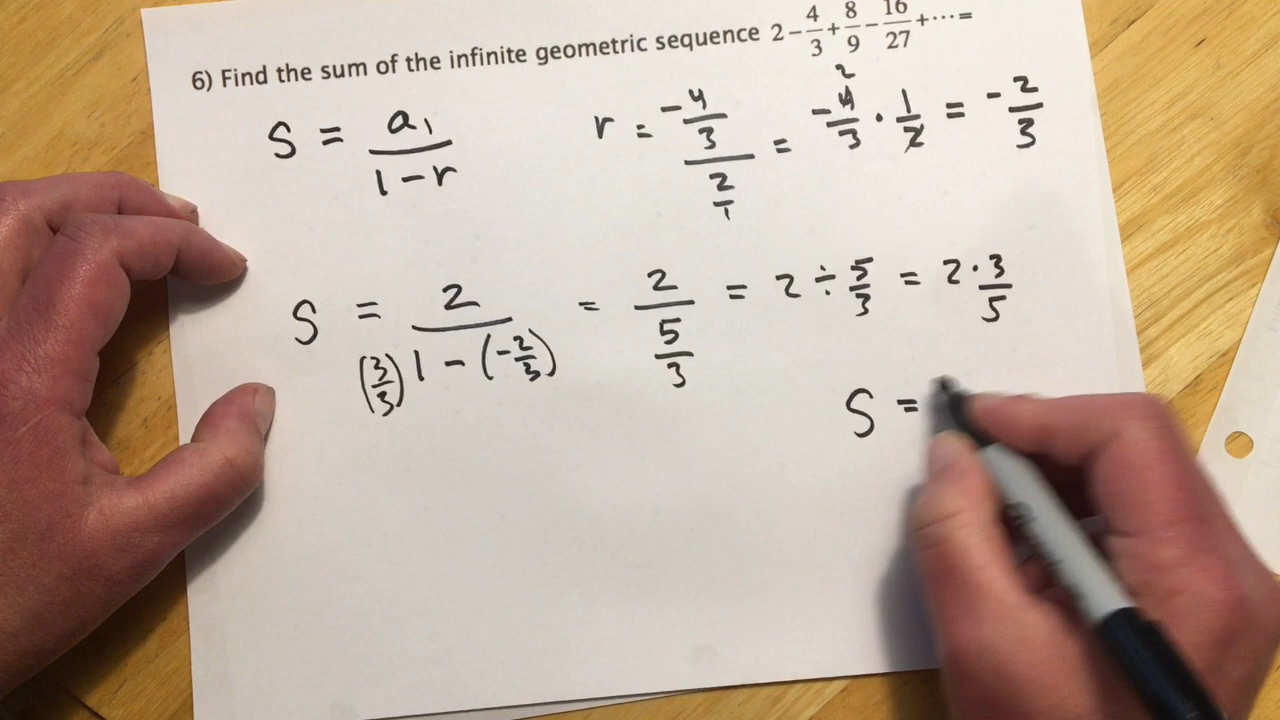 6) Find the sum of the infinite geometric sequence 2 - 4/3 + 8/9 - 16/27 + ⋯ =
S = a₁/(1-r)   r = (-4/3)/(2/1) = -4/3 · 1/2 = -2/3
2
S = 2/((3/3) 1 - (-2/3)) = 2/(5/3) = 2 ÷ 5/3 = 2 · 3/5
S =